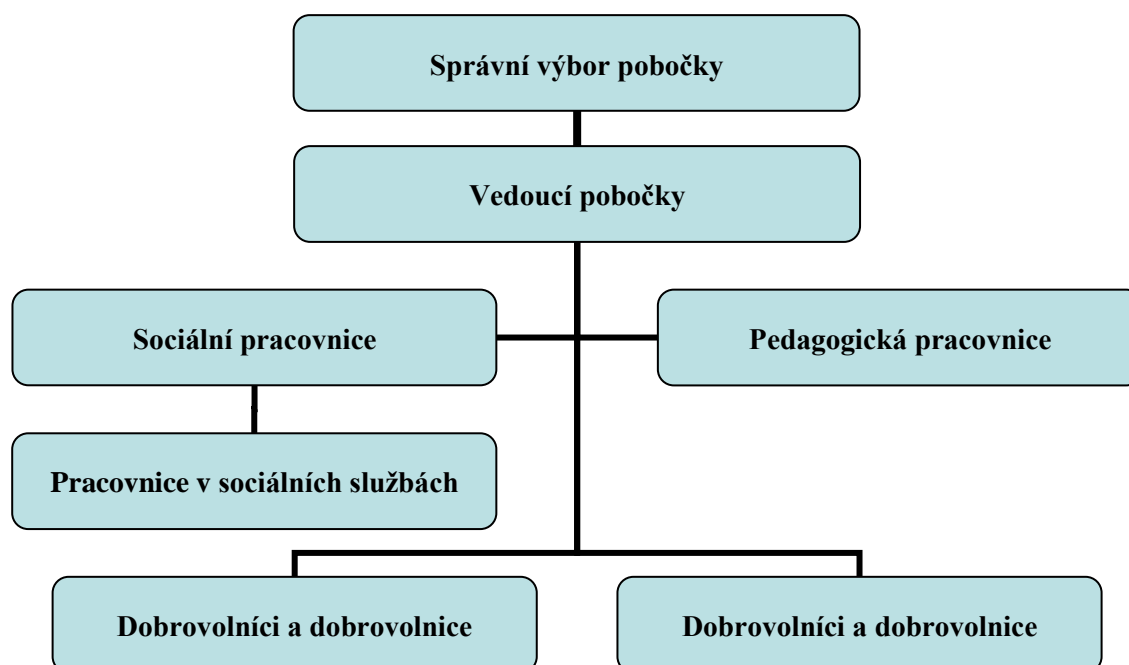 Správní výbor pobočky
Vedoucí pobočky
Sociální pracovnice
Pedagogická pracovnice
Pracovnice v sociálních službách
Dobrovolníci a dobrovolnice
Dobrovolníci a dobrovolnice